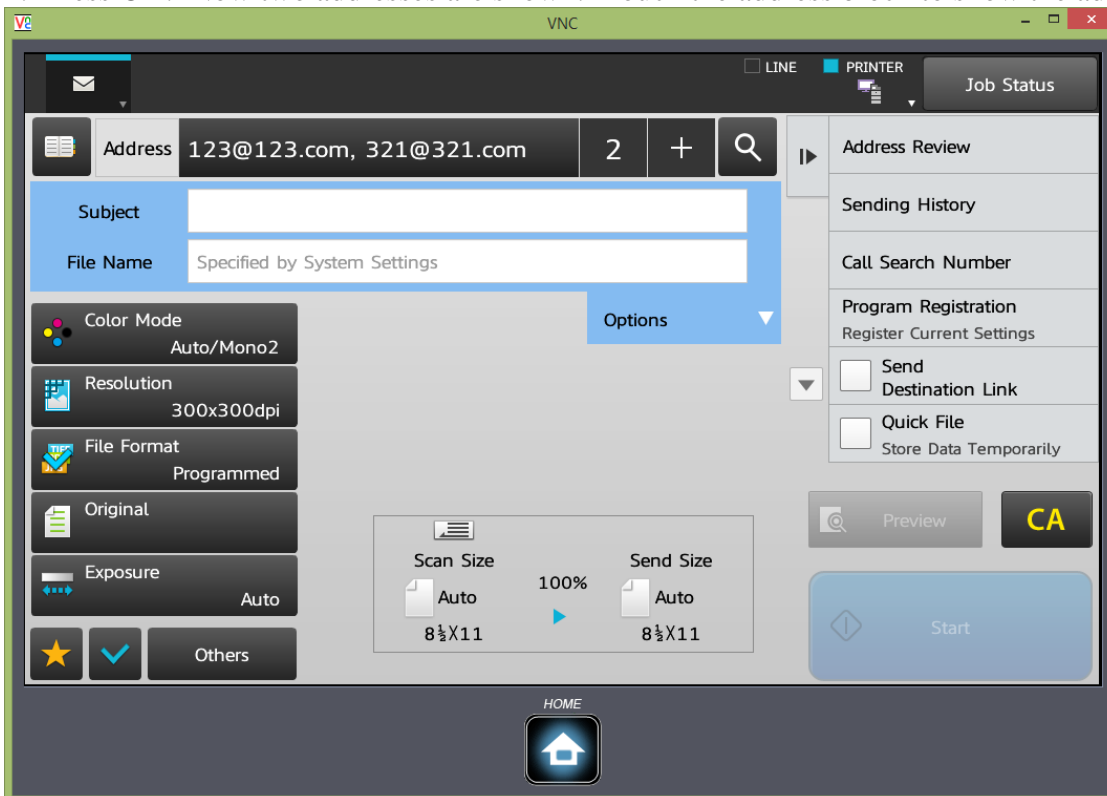 VNC
LINE
PRINTER
Job Status
Address
123@123.com, 321@321.com
2
+
Address Review
Subject
Sending History
File Name
Specified by System Settings
Call Search Number
Options
Program Registration
Register Current Settings
Color Mode
Auto/Mono2
Send
Destination Link
Resolution
300x300dpi
Quick File
Store Data Temporarily
File Format
Programmed
Original
Preview
CA
Scan Size
Send Size
100%
Auto
Auto
8½X11
8½X11
Exposure
Auto
Start
Others
HOME